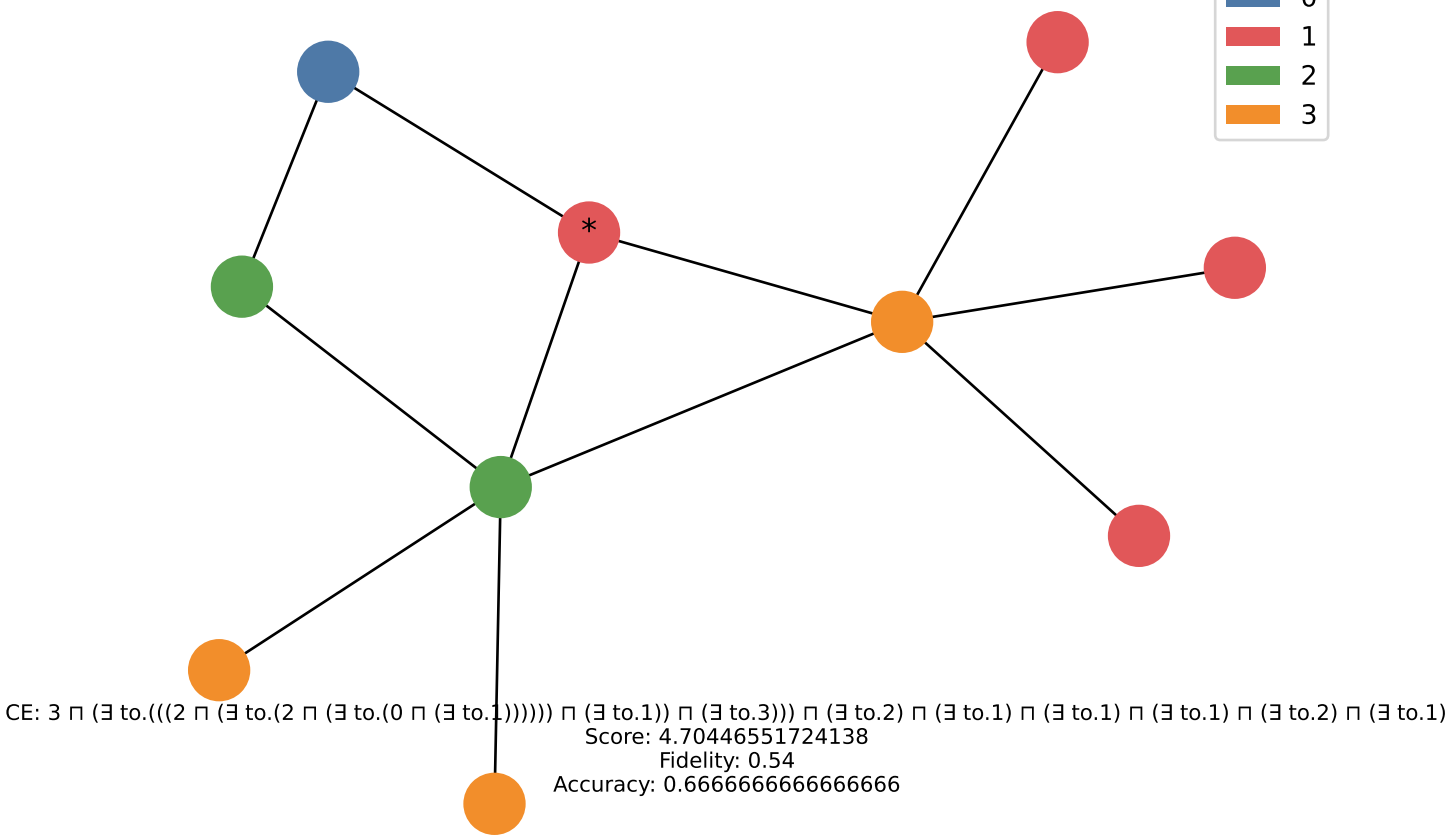 0
1
2
3
*
CE: 3 ⊓ (∃ to.(((2 ⊓ (∃ to.(2 ⊓ (∃ to.(0 ⊓ (∃ to.1)))))) ⊓ (∃ to.1)) ⊓ (∃ to.3))) ⊓ (∃ to.2) ⊓ (∃ to.1) ⊓ (∃ to.1) ⊓ (∃ to.1) ⊓ (∃ to.2) ⊓ (∃ to.1)
Score: 4.70446551724138
Fidelity: 0.54
Accuracy: 0.6666666666666666